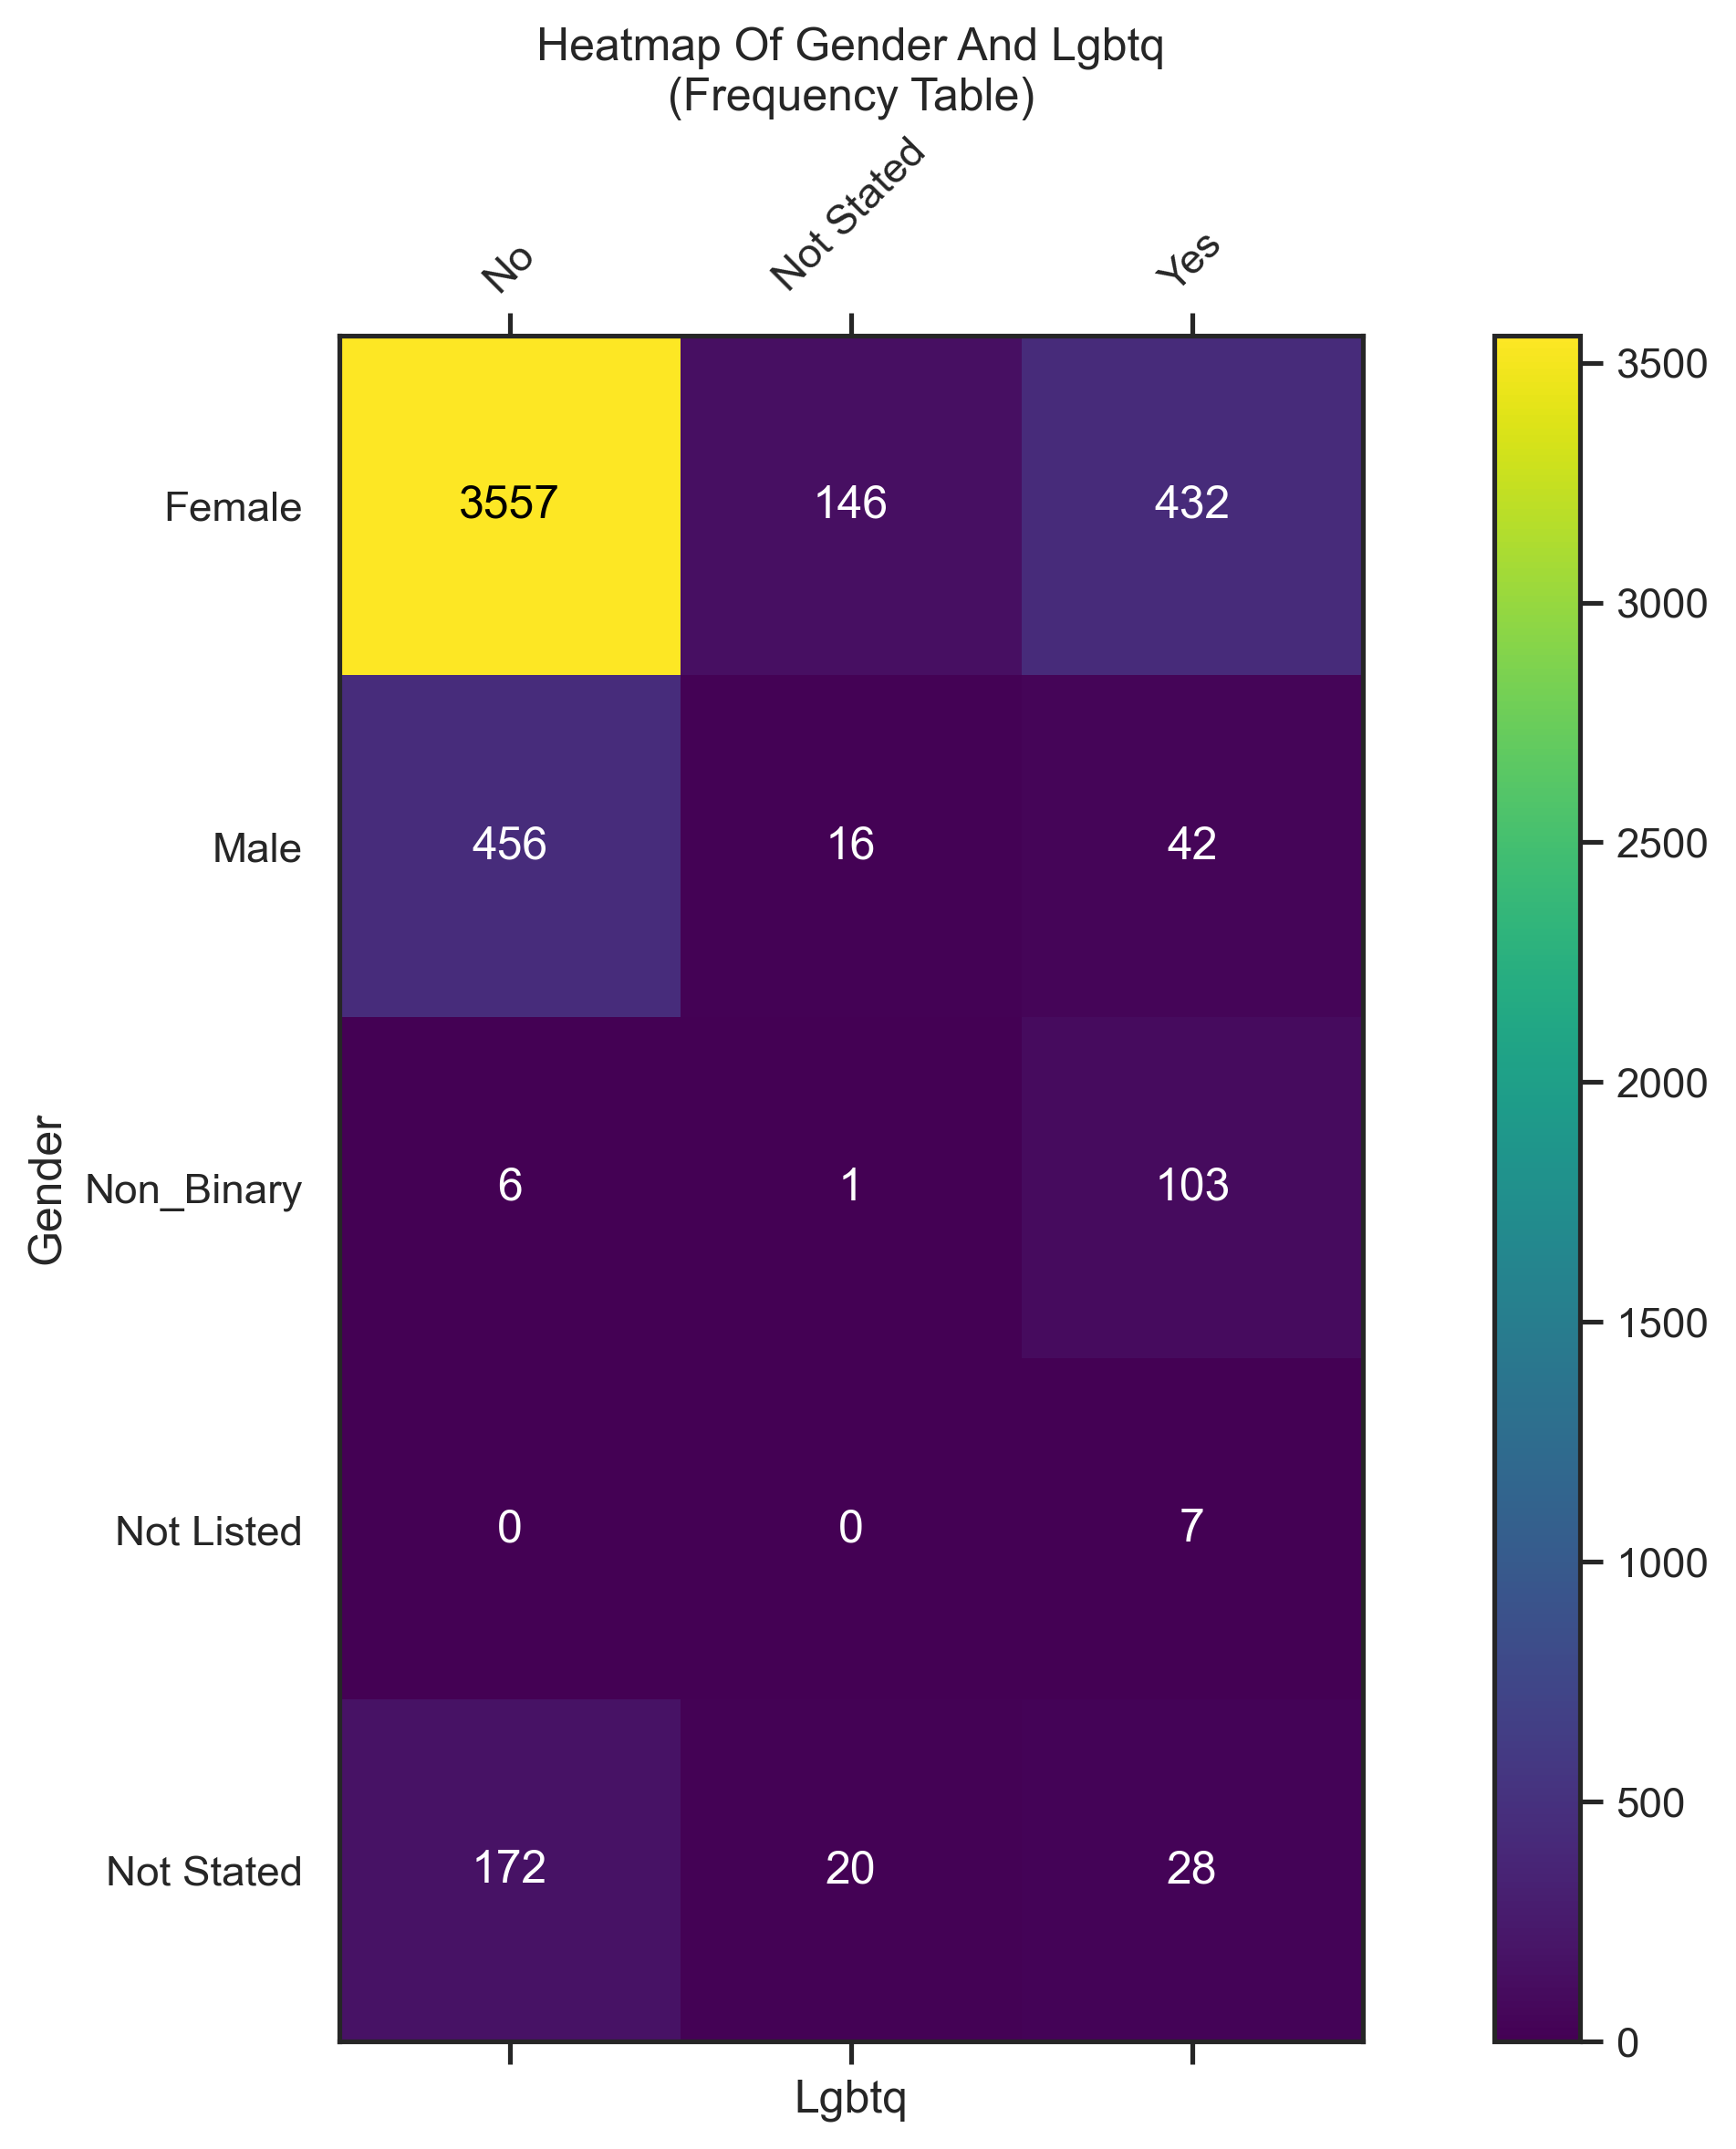 Heatmap Of Gender And Lgbtq
(Frequency Table)
No Not Stated Yes
Female 3557 146 432
Male 456 16 42
Non_Binary 6 1 103
Not Listed 0 0 7
Not Stated 172 20 28
Gender
Lgbtq
3500
3000
2500
2000
1500
1000
500
0